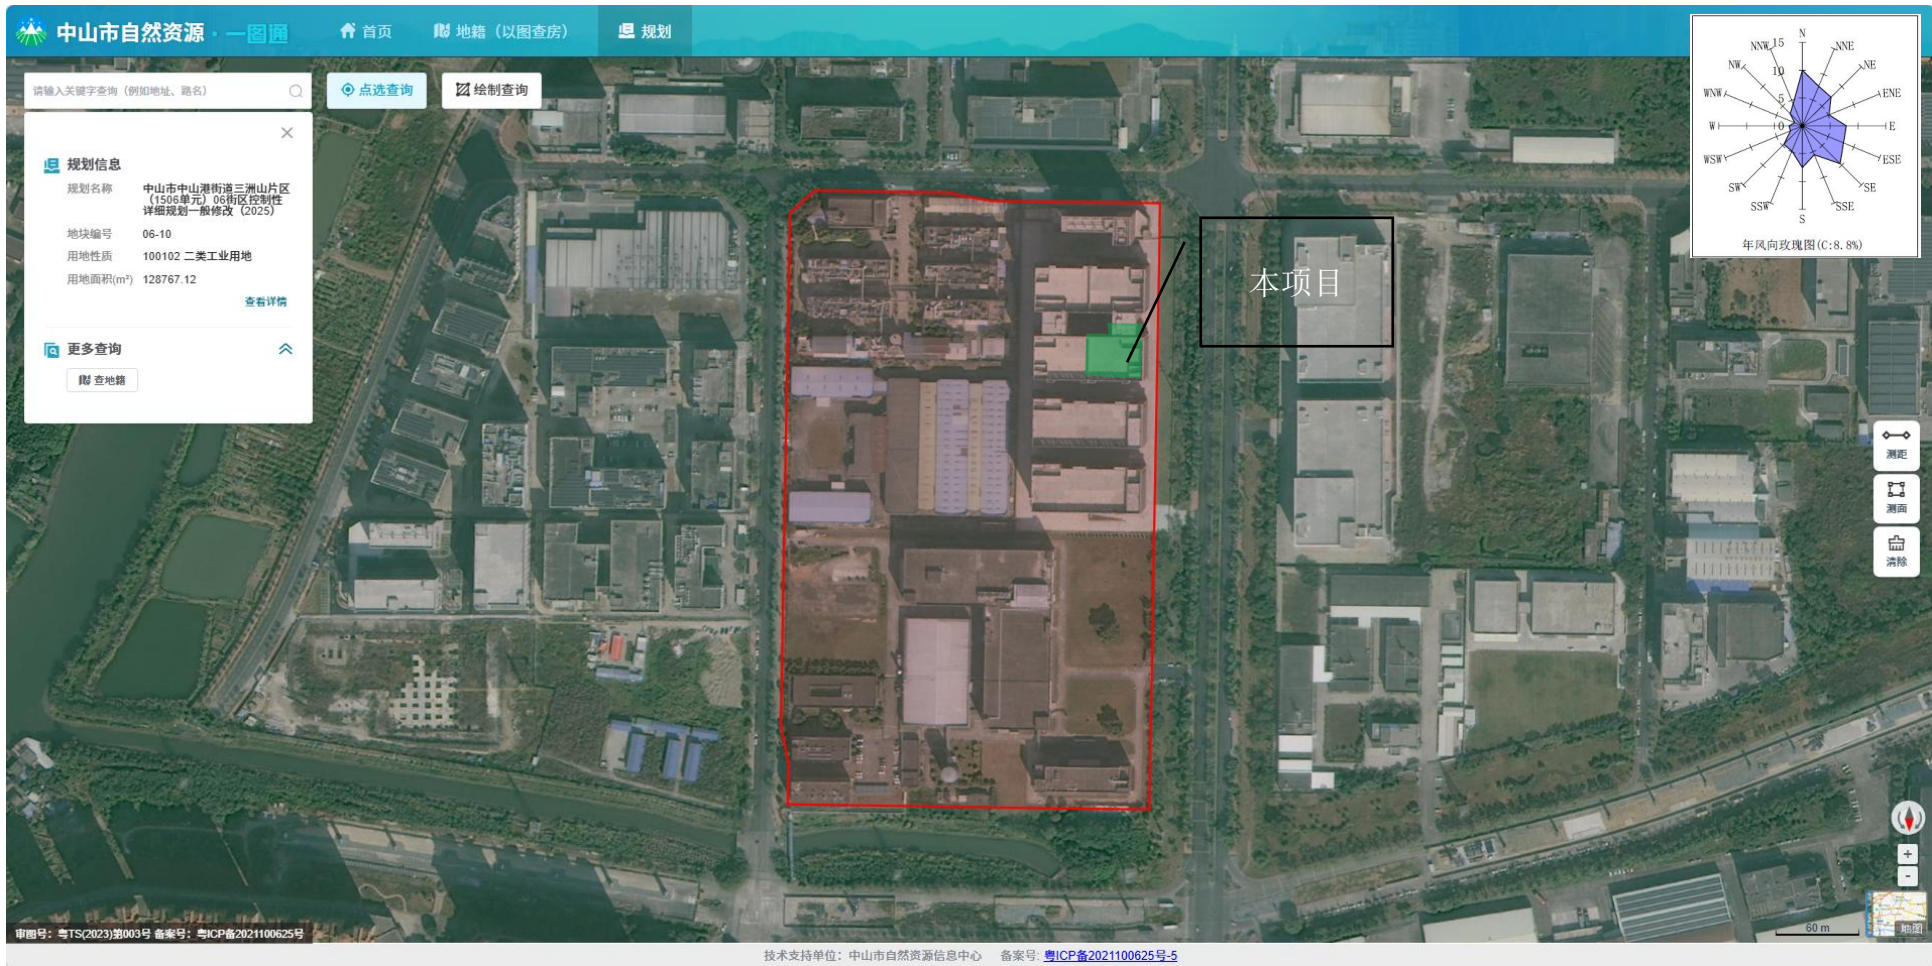 中山市自然资源·一图通
首页
地籍（以图查房）
规划
请输入关键字查询（例如地址、路名）
点选查询
绘制查询
规划信息
规划名称
中山市中山港街道三洲山片区
（1506单元）06街区控制性
详细规划一般修改（2025）
地块编号 06-10
用地性质 100102 二类工业用地
用地面积(m²) 128767.12
查看详情
更多查询
查地籍
本项目
N
NNW 15 NNE
NW 10 NE
WNW 5 ENE
W 0 E
WSW ESE
SW SE
SSW SSE
S
年风向玫瑰图(C:8.8%)
测距
测面
清除
+
-
60 m
地图
审图号：粤TS(2023)第003号 备案号：粤ICP备2021100625号
技术支持单位：中山市自然资源信息中心 备案号: 粤ICP备2021100625号-5